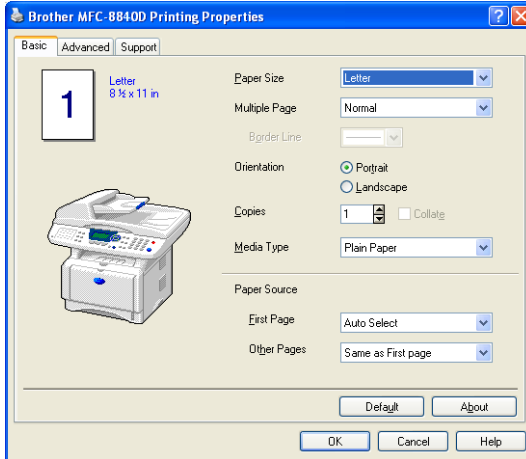 Brother MFC-8840D Printing Properties
Basic Advanced Support
1
Letter
8 ½ x 11 in
Paper Size Letter
Multiple Page Normal
Border Line
Orientation Portrait
Landscape
Copies 1 Collate
Media Type Plain Paper
Paper Source
First Page Auto Select
Other Pages Same as First page
Default About
OK Cancel Help